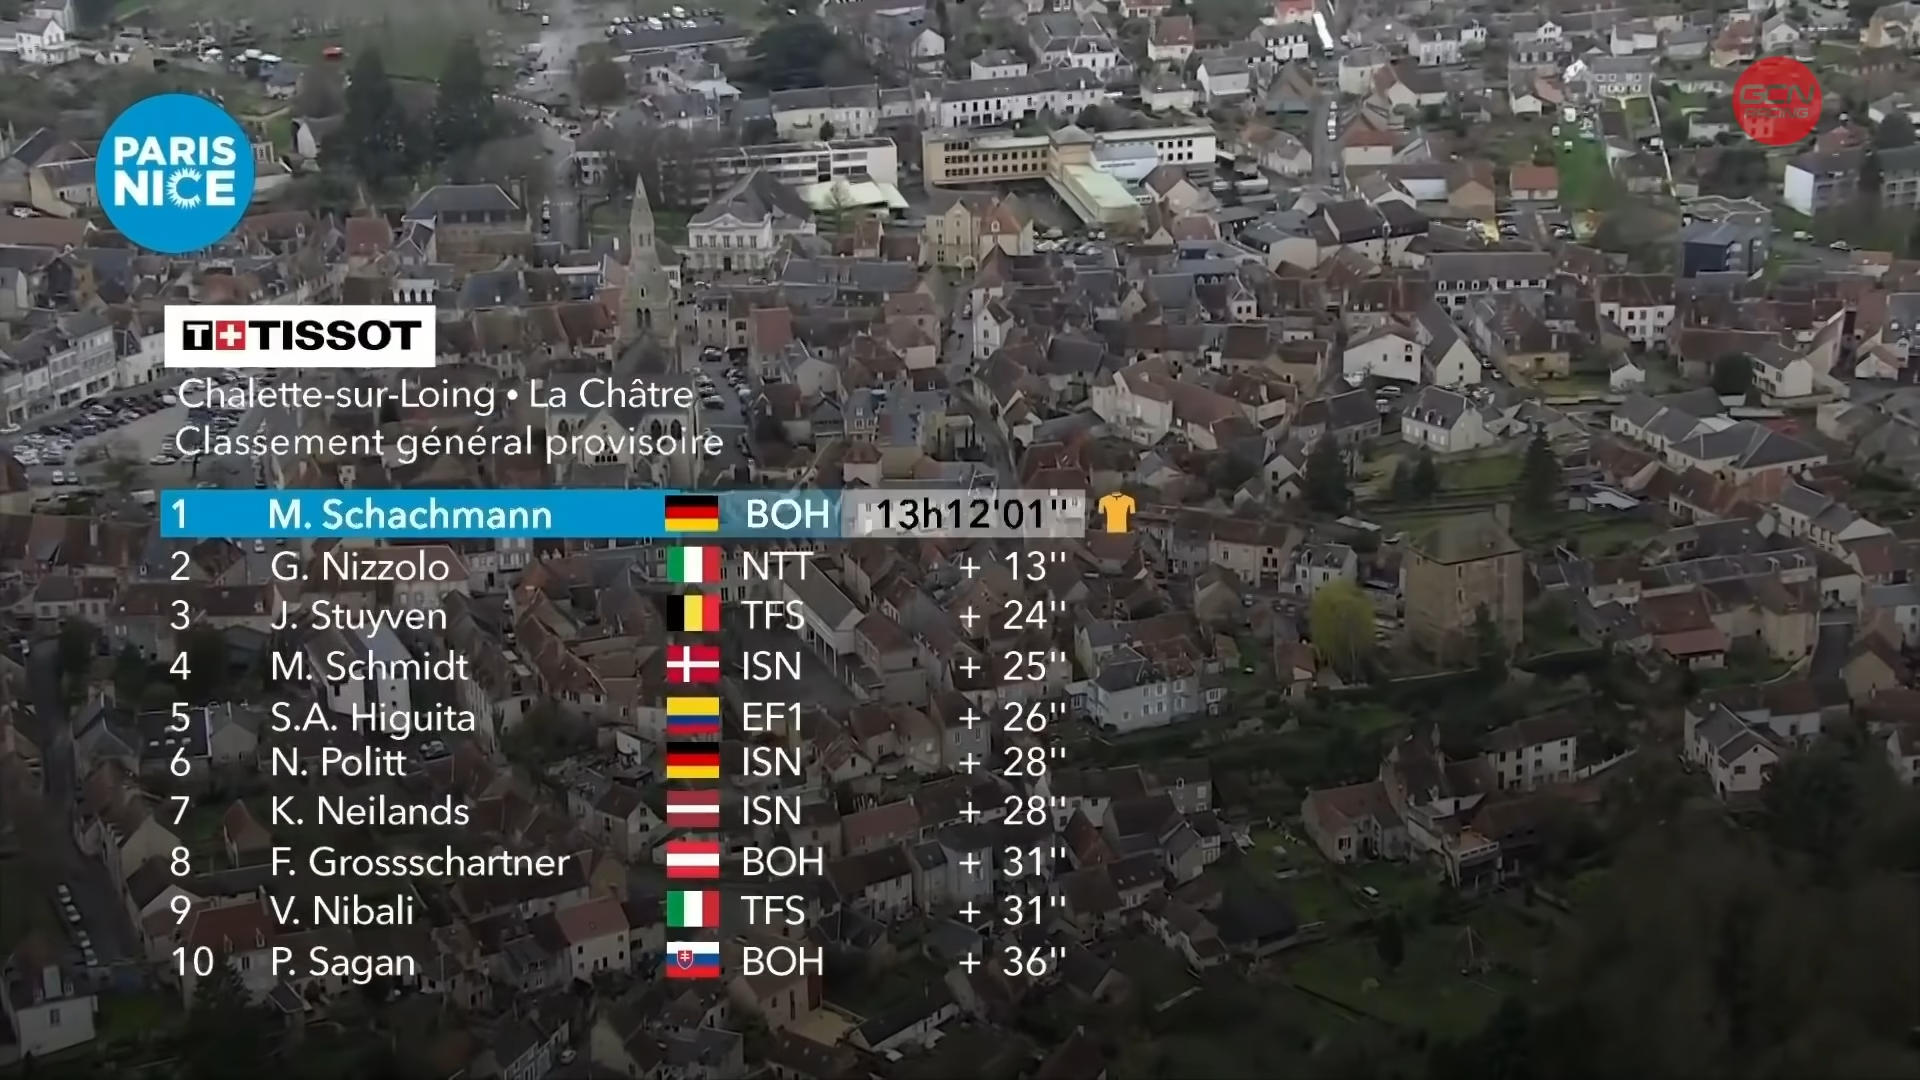 PARIS
NICE
GCN
RACING
T+TISSOT
Chalette-sur-Loing • La Châtre
Classement général provisoire
1 M. Schachmann BOH 13h12'01''
2 G. Nizzolo NTT + 13''
3 J. Stuyven TFS + 24''
4 M. Schmidt ISN + 25''
5 S.A. Higuita EF1 + 26''
6 N. Politt ISN + 28''
7 K. Neilands ISN + 28''
8 F. Grossschartner BOH + 31''
9 V. Nibali TFS + 31''
10 P. Sagan BOH + 36''